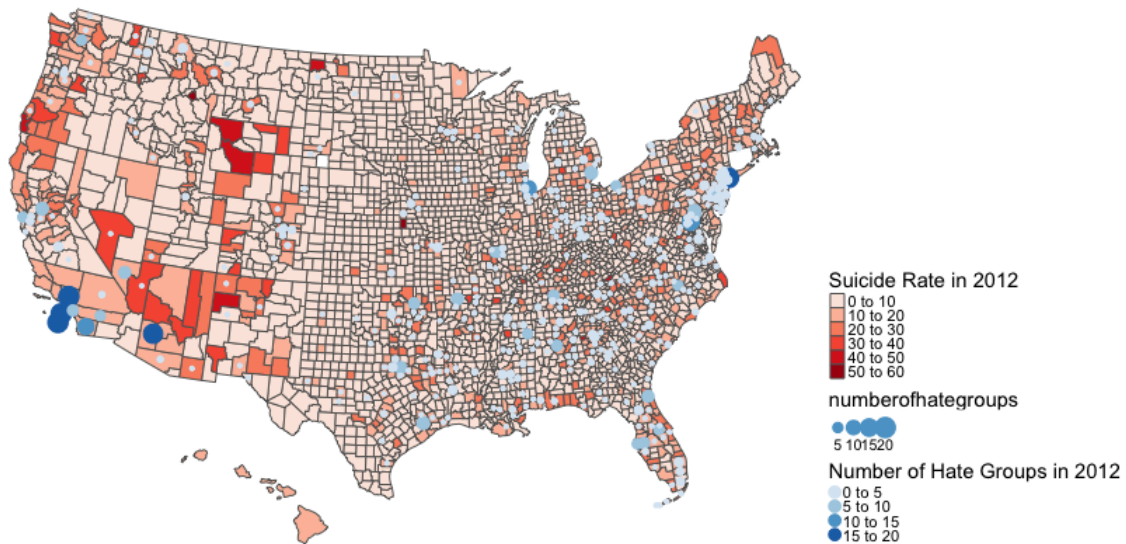 Suicide Rate in 2012
0 to 10
10 to 20
20 to 30
30 to 40
40 to 50
50 to 60
numberofhategroups
5 101520
Number of Hate Groups in 2012
0 to 5
5 to 10
10 to 15
15 to 20